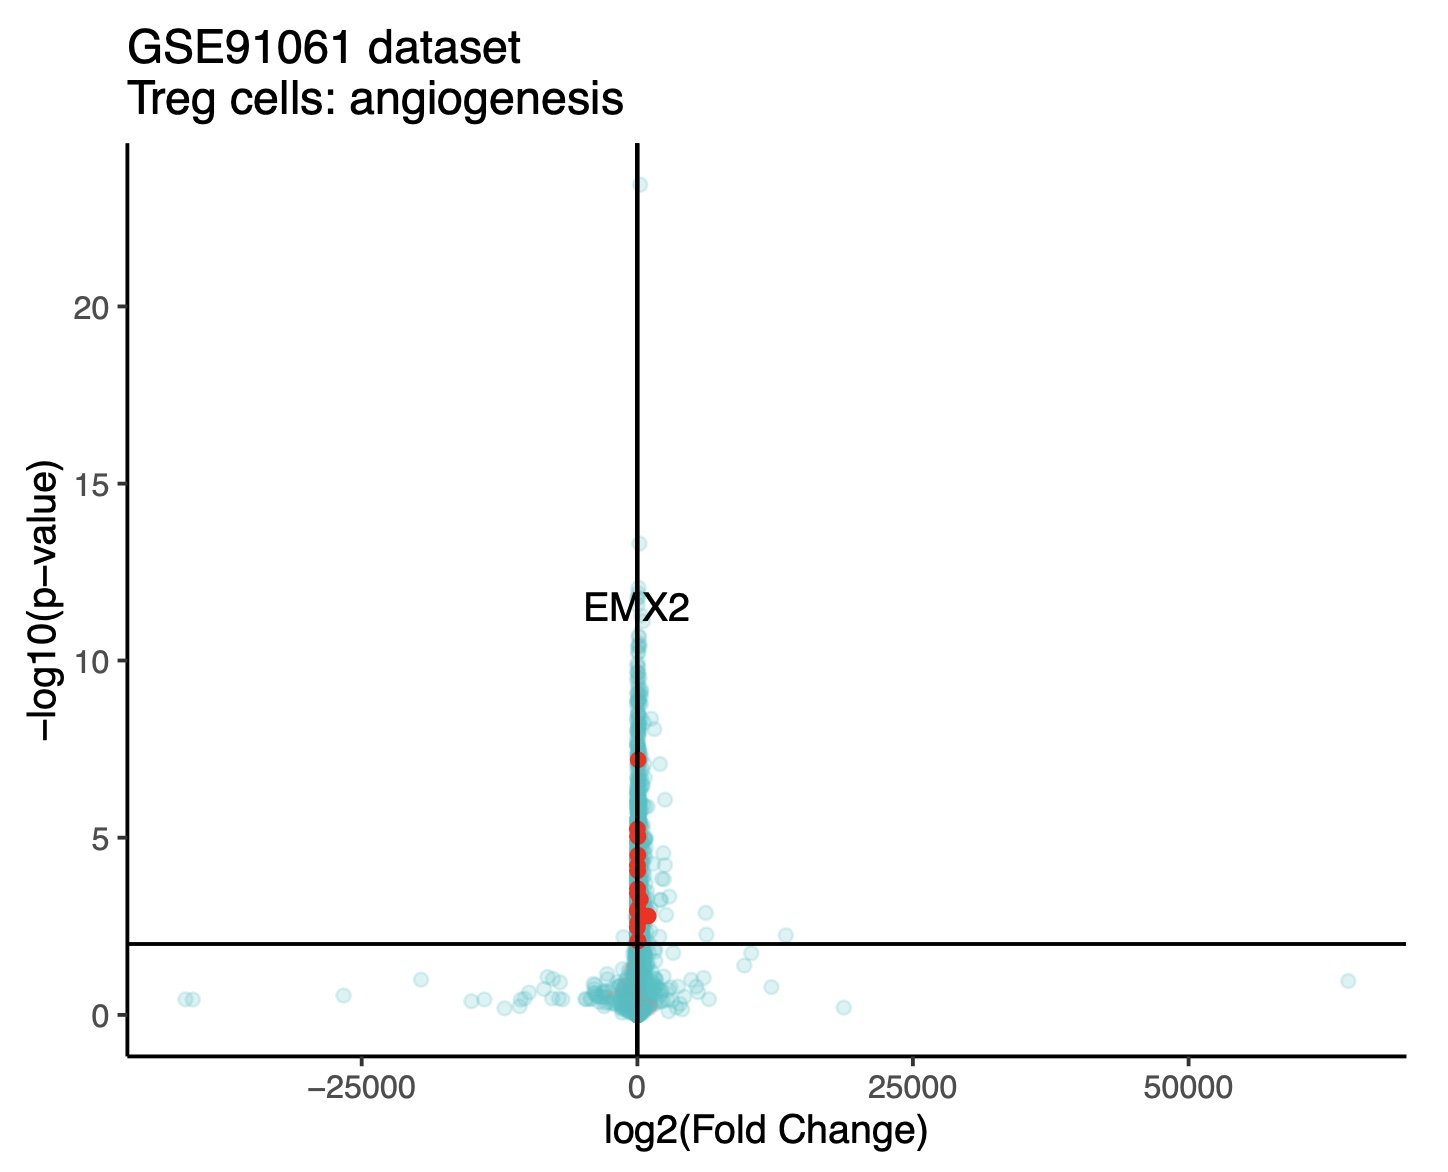 GSE91061 dataset
Treg cells: angiogenesis
−log10(p−value)
20
15
EMX2
10
5
0
−25000 0 25000 50000
log2(Fold Change)